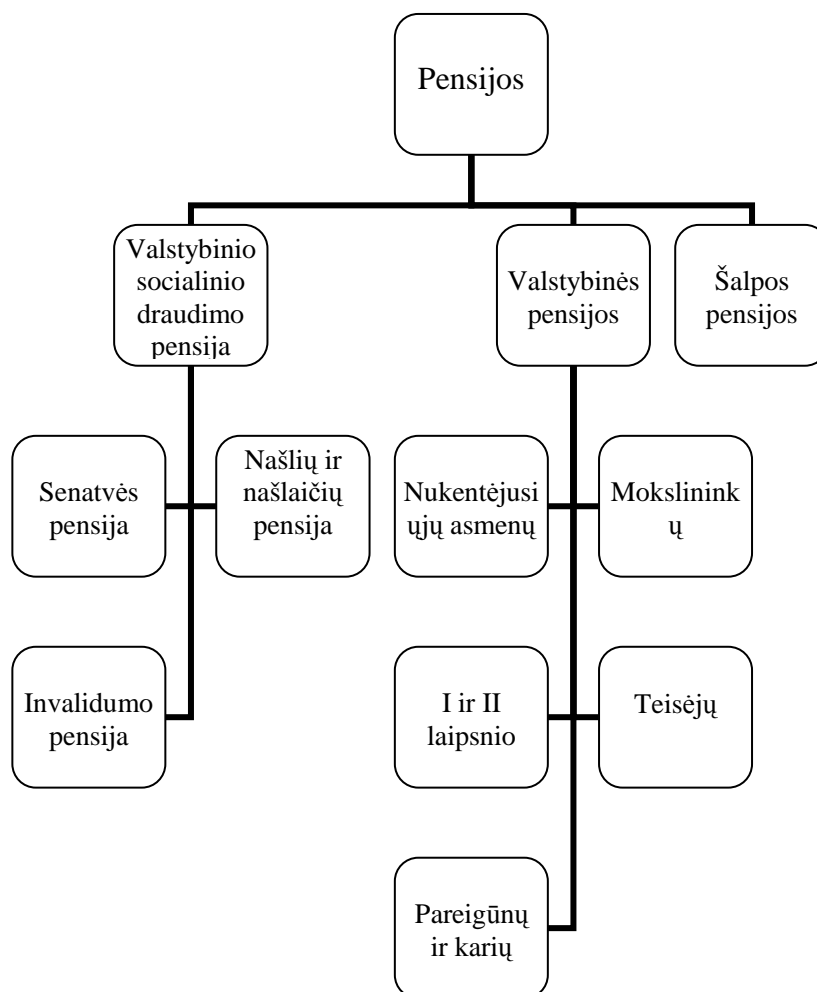 Pensijos
Valstybinio
socialinio
draudimo
pensija
Valstybinės
pensijos
Šalpos
pensijos
Senatvės
pensija
Našlių ir
našlaičių
pensija
Nukentėjusi
ųjų asmenų
Mokslinink
ų
Invalidumo
pensija
I ir II
laipsnio
Teisėjų
Pareigūnų
ir karių